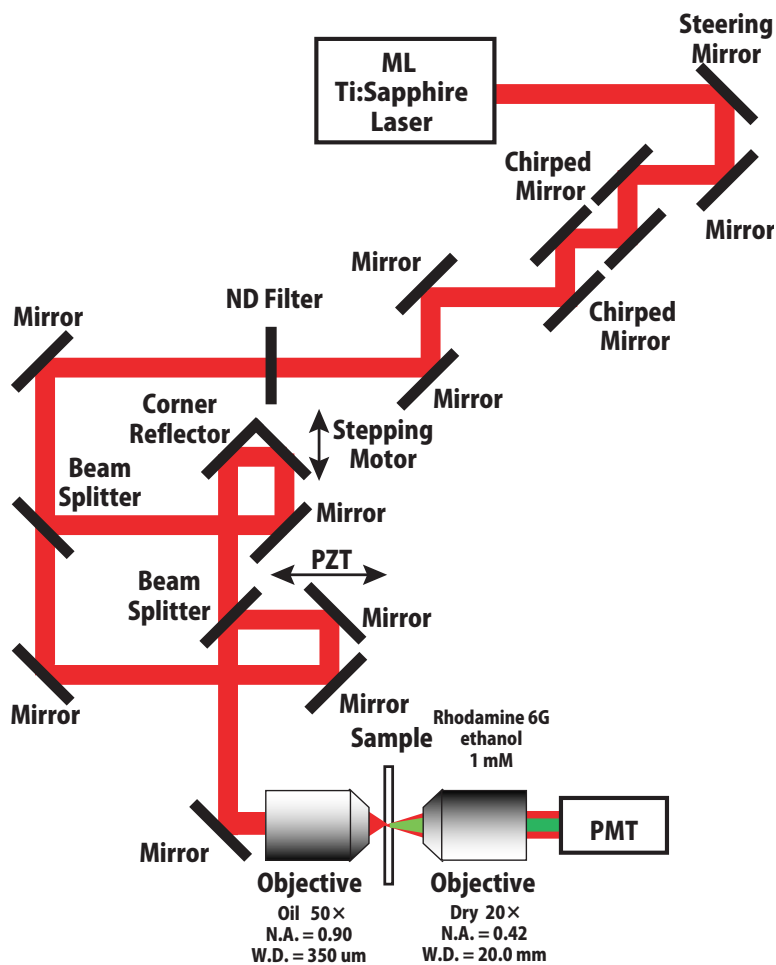 Steering
Mirror
ML
Ti:Sapphire
Laser
Chirped
Mirror
Mirror
Mirror
ND Filter
Chirped
Mirror
Mirror
Mirror
Corner
Reflector
Stepping
Motor
Beam
Splitter
Mirror
PZT
Beam
Splitter
Mirror
Mirror
Mirror
Rhodamine 6G
ethanol
1 mM
Sample
PMT
Mirror
Objective
Oil 50×
N.A. = 0.90
W.D. = 350 um
Objective
Dry 20×
N.A. = 0.42
W.D. = 20.0 mm